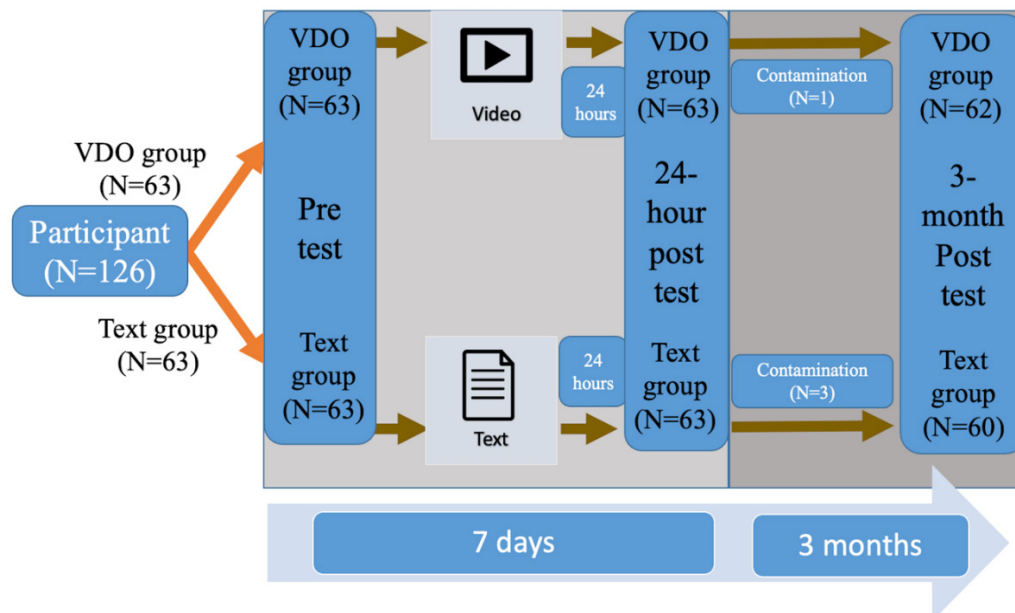 Participant
(N=126)
VDO group
(N=63)
Text group
(N=63)
VDO
group
(N=63)
Pre
test
Text
group
(N=63)
Video
Text
24
hours
24
hours
VDO
group
(N=63)
24-
hour
post
test
Text
group
(N=63)
Contamination
(N=1)
Contamination
(N=3)
VDO
group
(N=62)
3-
month
Post
test
Text
group
(N=60)
7 days
3 months